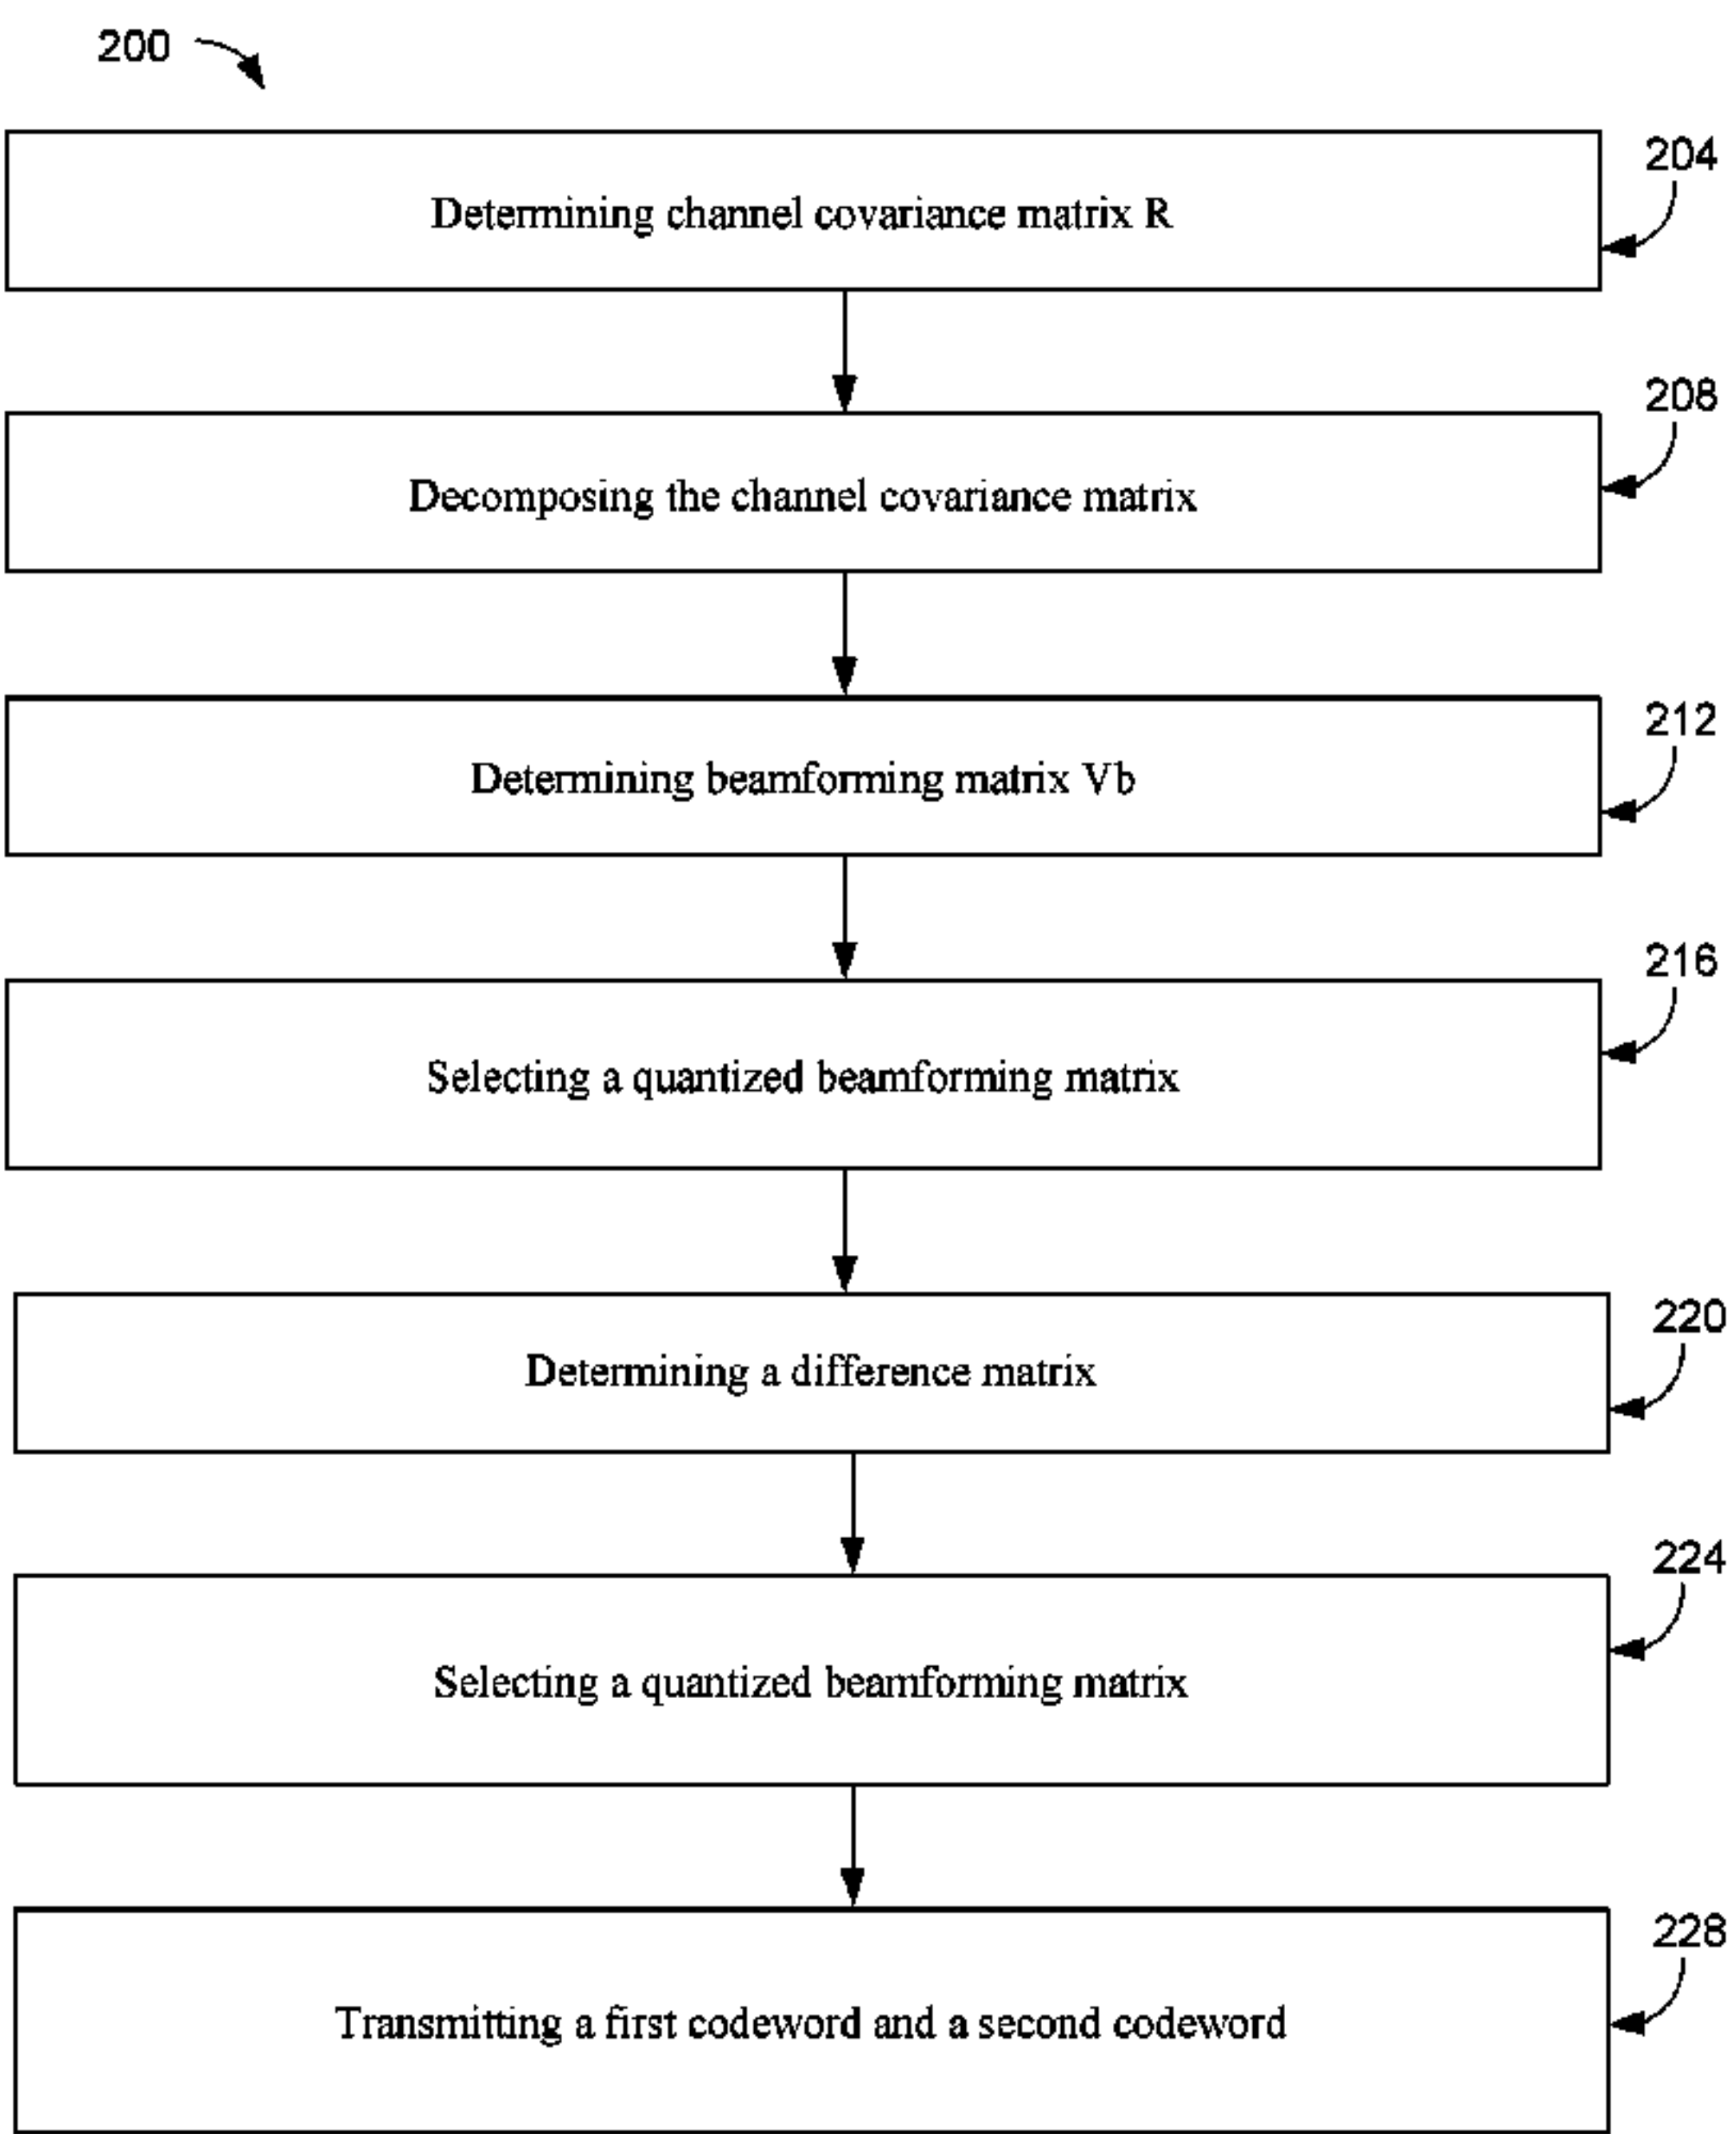 200
204
Determining channel covariance matrix R
208
Decomposing the channel covariance matrix
212
Determining beamforming matrix Vb
216
Selecting a quantized beamforming matrix
220
Determining a difference matrix
224
Selecting a quantized beamforming matrix
228
Transmitting a first codeword and a second codeword